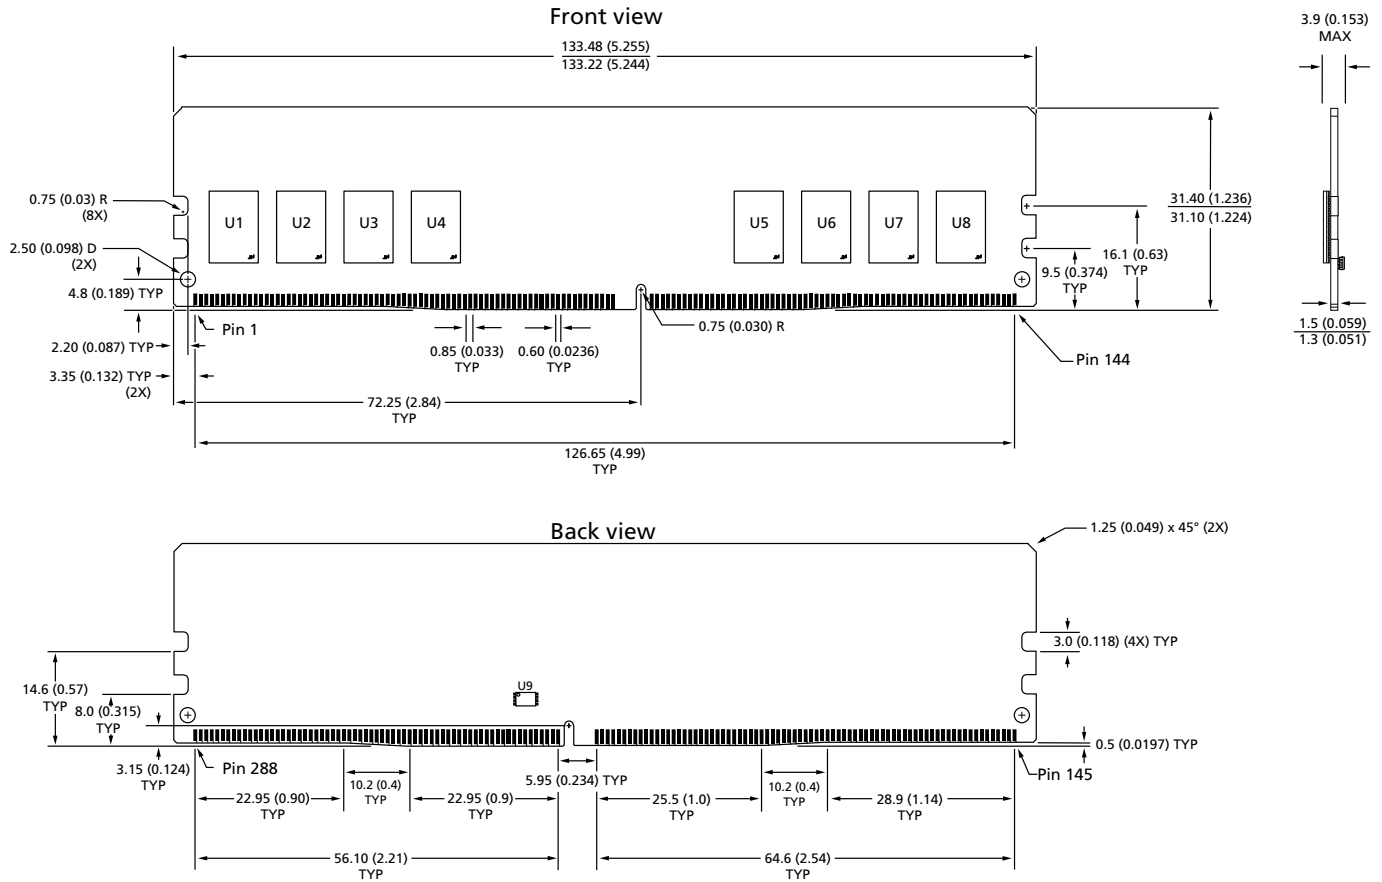 Front view
133.48 (5.255)
133.22 (5.244)
3.9 (0.153)
MAX
0.75 (0.03) R
(8X)
2.50 (0.098) D
(2X)
4.8 (0.189) TYP
U1
U2
U3
U4
U5
U6
U7
U8
31.40 (1.236)
31.10 (1.224)
16.1 (0.63)
TYP
9.5 (0.374)
TYP
Pin 1
2.20 (0.087) TYP
3.35 (0.132) TYP
(2X)
0.85 (0.033)
TYP
0.60 (0.0236)
TYP
0.75 (0.030) R
Pin 144
1.5 (0.059)
1.3 (0.051)
72.25 (2.84)
TYP
126.65 (4.99)
TYP
Back view
1.25 (0.049) x 45° (2X)
3.0 (0.118) (4X) TYP
14.6 (0.57)
TYP
8.0 (0.315)
TYP
U9
0.5 (0.0197) TYP
3.15 (0.124)
TYP
Pin 288
5.95 (0.234) TYP
Pin 145
22.95 (0.90)
TYP
10.2 (0.4)
TYP
22.95 (0.9)
TYP
25.5 (1.0)
TYP
10.2 (0.4)
TYP
28.9 (1.14)
TYP
56.10 (2.21)
TYP
64.6 (2.54)
TYP